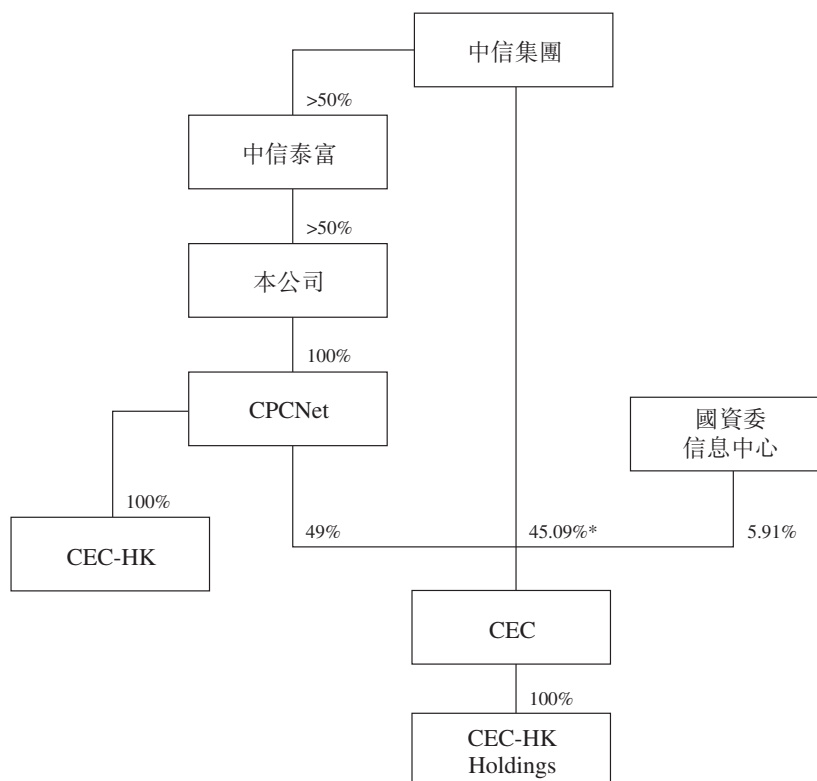 中信集團
>50%
中信泰富
>50%
本公司
100%
CPCNet
國資委
信息中心
100%
49%
45.09%*
5.91%
CEC-HK
CEC
100%
CEC-HK
Holdings